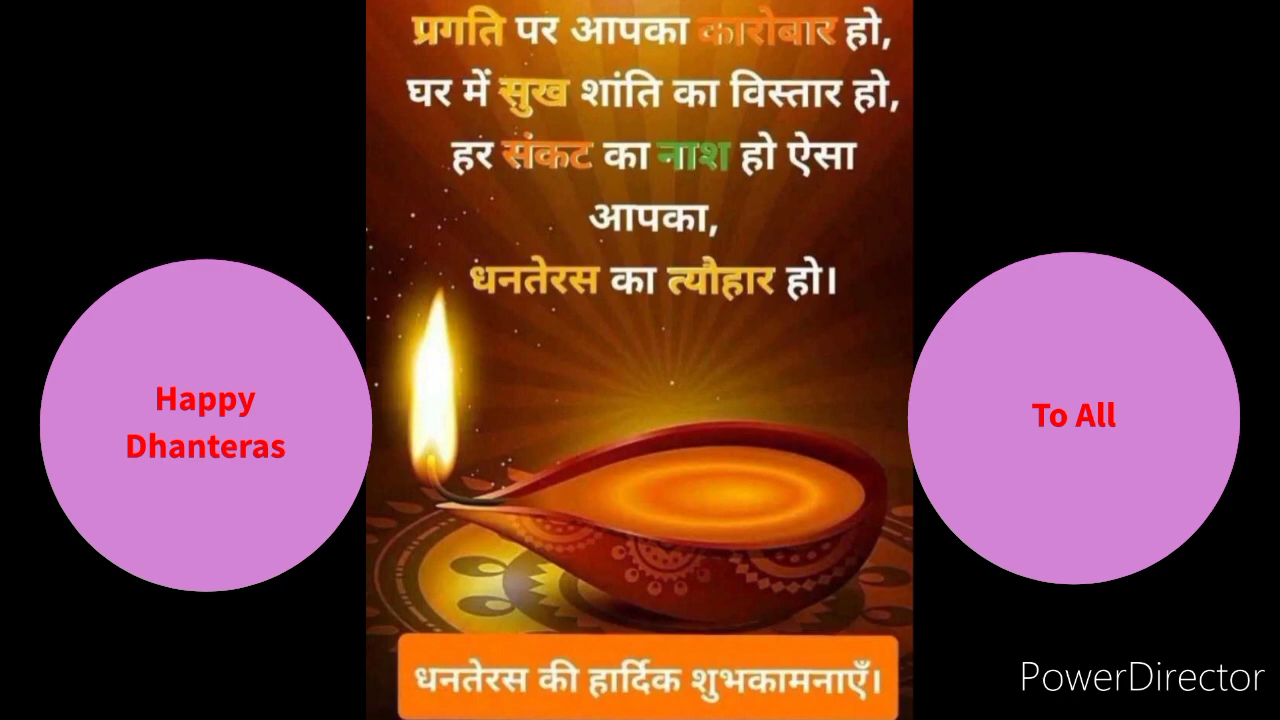 प्रगति पर आपका कारोबार हो,
घर में सुख शांति का विस्तार हो,
हर संकट का नाश हो ऐसा
आपका,
धनतेरस का त्यौहार हो।
Happy
Dhanteras
To All
धनतेरस की हार्दिक शुभकामनाएँ।
PowerDirector